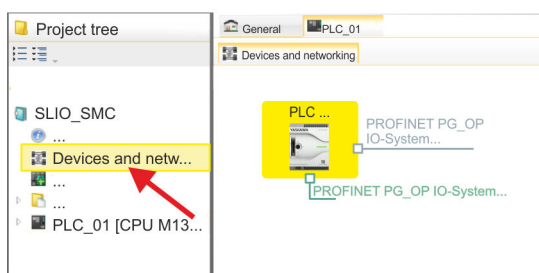 Project tree
SLIO_SMC
...
Devices and netw...
...
...
PLC_01 [CPU M13...
General
PLC_01
Devices and networking
PLC ...
YASKAWA
PROFINET PG_OP
IO-System...
PROFINET PG_OP IO-System...